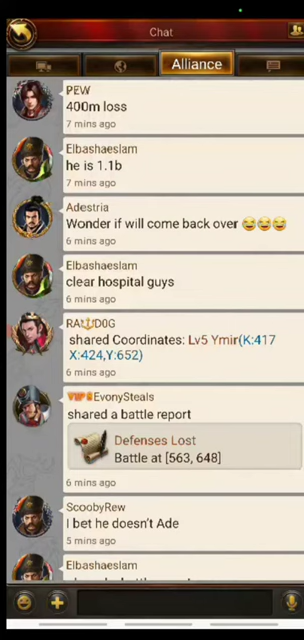 Chat
Alliance
PEW
400m loss
7 mins ago
Elbashaeslam
he is 1.1b
7 mins ago
Adestria
Wonder if will come back over 😂😂😂
6 mins ago
Elbashaeslam
clear hospital guys
6 mins ago
RA⚓D0G
shared Coordinates: Lv5 Ymir(K:417
X:424,Y:652)
6 mins ago
EvonySteals
shared a battle report
Defenses Lost
Battle at [563, 648]
6 mins ago
ScoobyRew
I bet he doesn't Ade
5 mins ago
Elbashaeslam